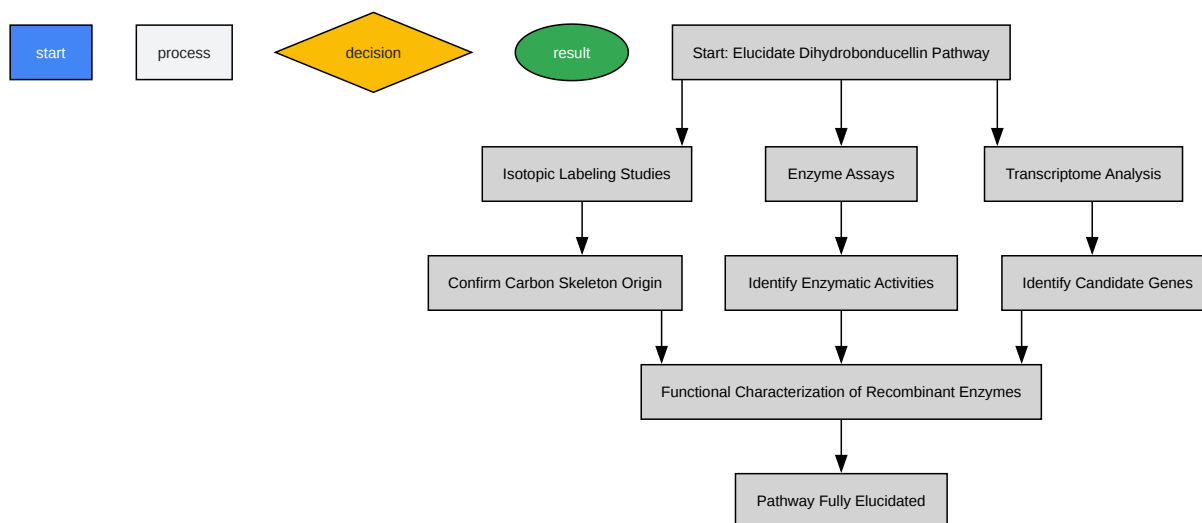 start
process
decision
result
Start: Elucidate Dihydrobonducellin Pathway
Isotopic Labeling Studies
Enzyme Assays
Transcriptome Analysis
Confirm Carbon Skeleton Origin
Identify Enzymatic Activities
Identify Candidate Genes
Functional Characterization of Recombinant Enzymes
Pathway Fully Elucidated